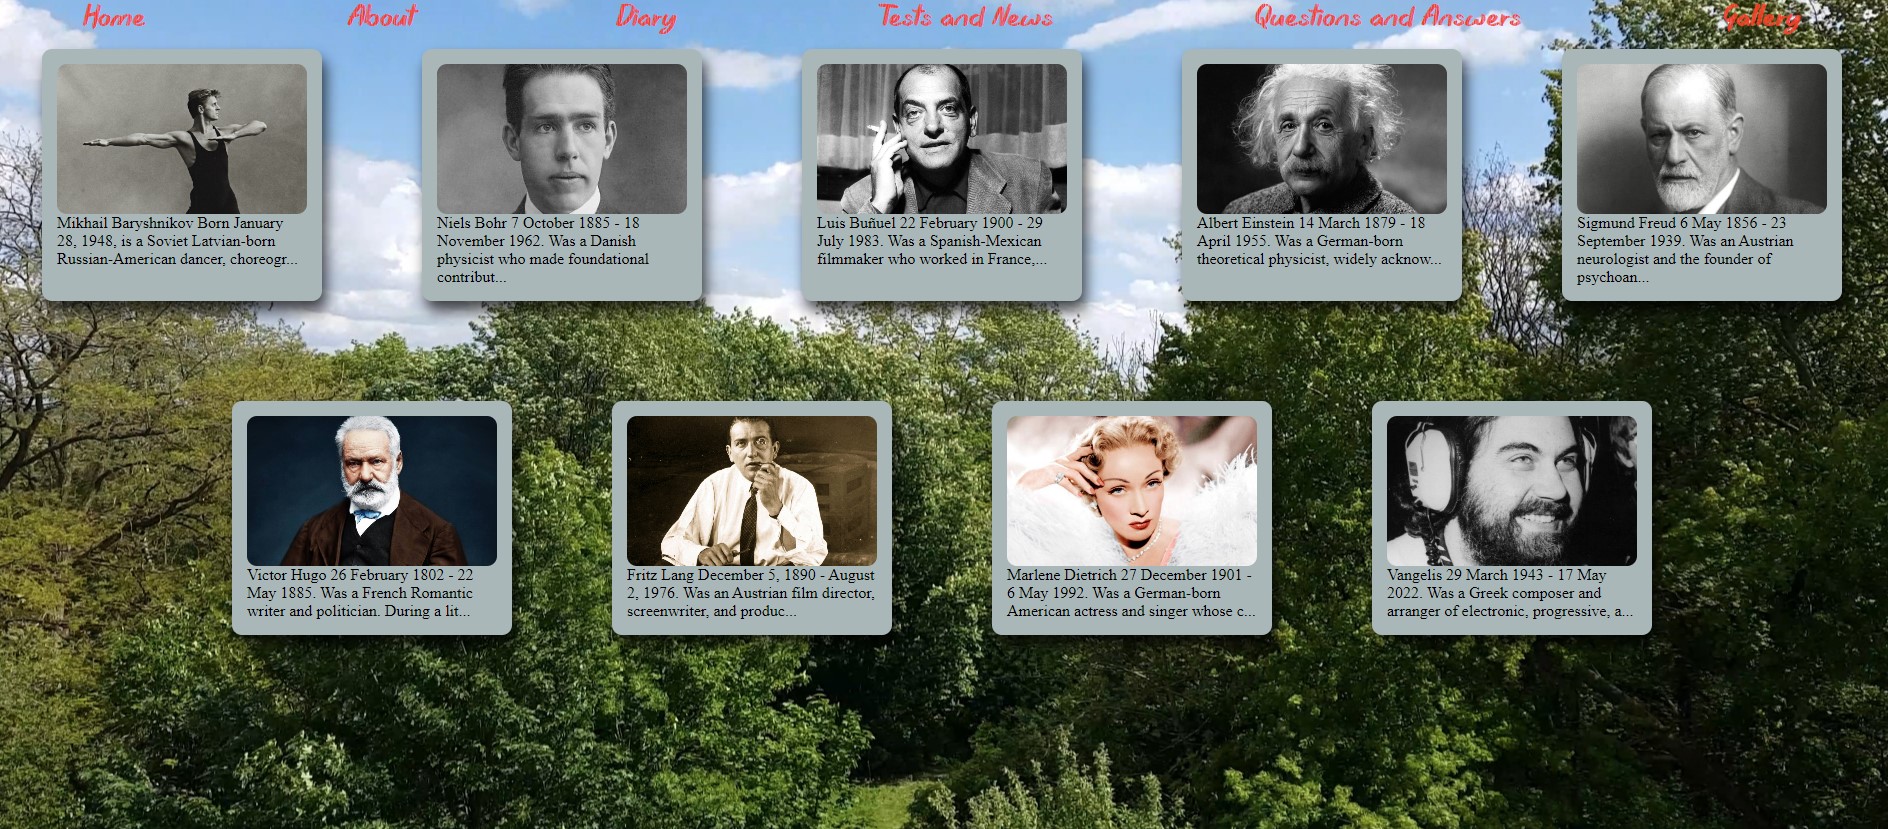 Home About Diary Tests and News Questions and Answers Gallery
Mikhail Baryshnikov Born January
28, 1948, is a Soviet Latvian-born
Russian-American dancer, choreogr...
Niels Bohr 7 October 1885 - 18
November 1962. Was a Danish
physicist who made foundational
contribut...
Luis Buñuel 22 February 1900 - 29
July 1983. Was a Spanish-Mexican
filmmaker who worked in France,...
Albert Einstein 14 March 1879 - 18
April 1955. Was a German-born
theoretical physicist, widely acknow...
Sigmund Freud 6 May 1856 - 23
September 1939. Was an Austrian
neurologist and the founder of
psychoan...
Victor Hugo 26 February 1802 - 22
May 1885. Was a French Romantic
writer and politician. During a lit...
Fritz Lang December 5, 1890 - August
2, 1976. Was an Austrian film director,
screenwriter, and produc...
Marlene Dietrich 27 December 1901 -
6 May 1992. Was a German-born
American actress and singer whose c...
Vangelis 29 March 1943 - 17 May
2022. Was a Greek composer and
arranger of electronic, progressive, a...